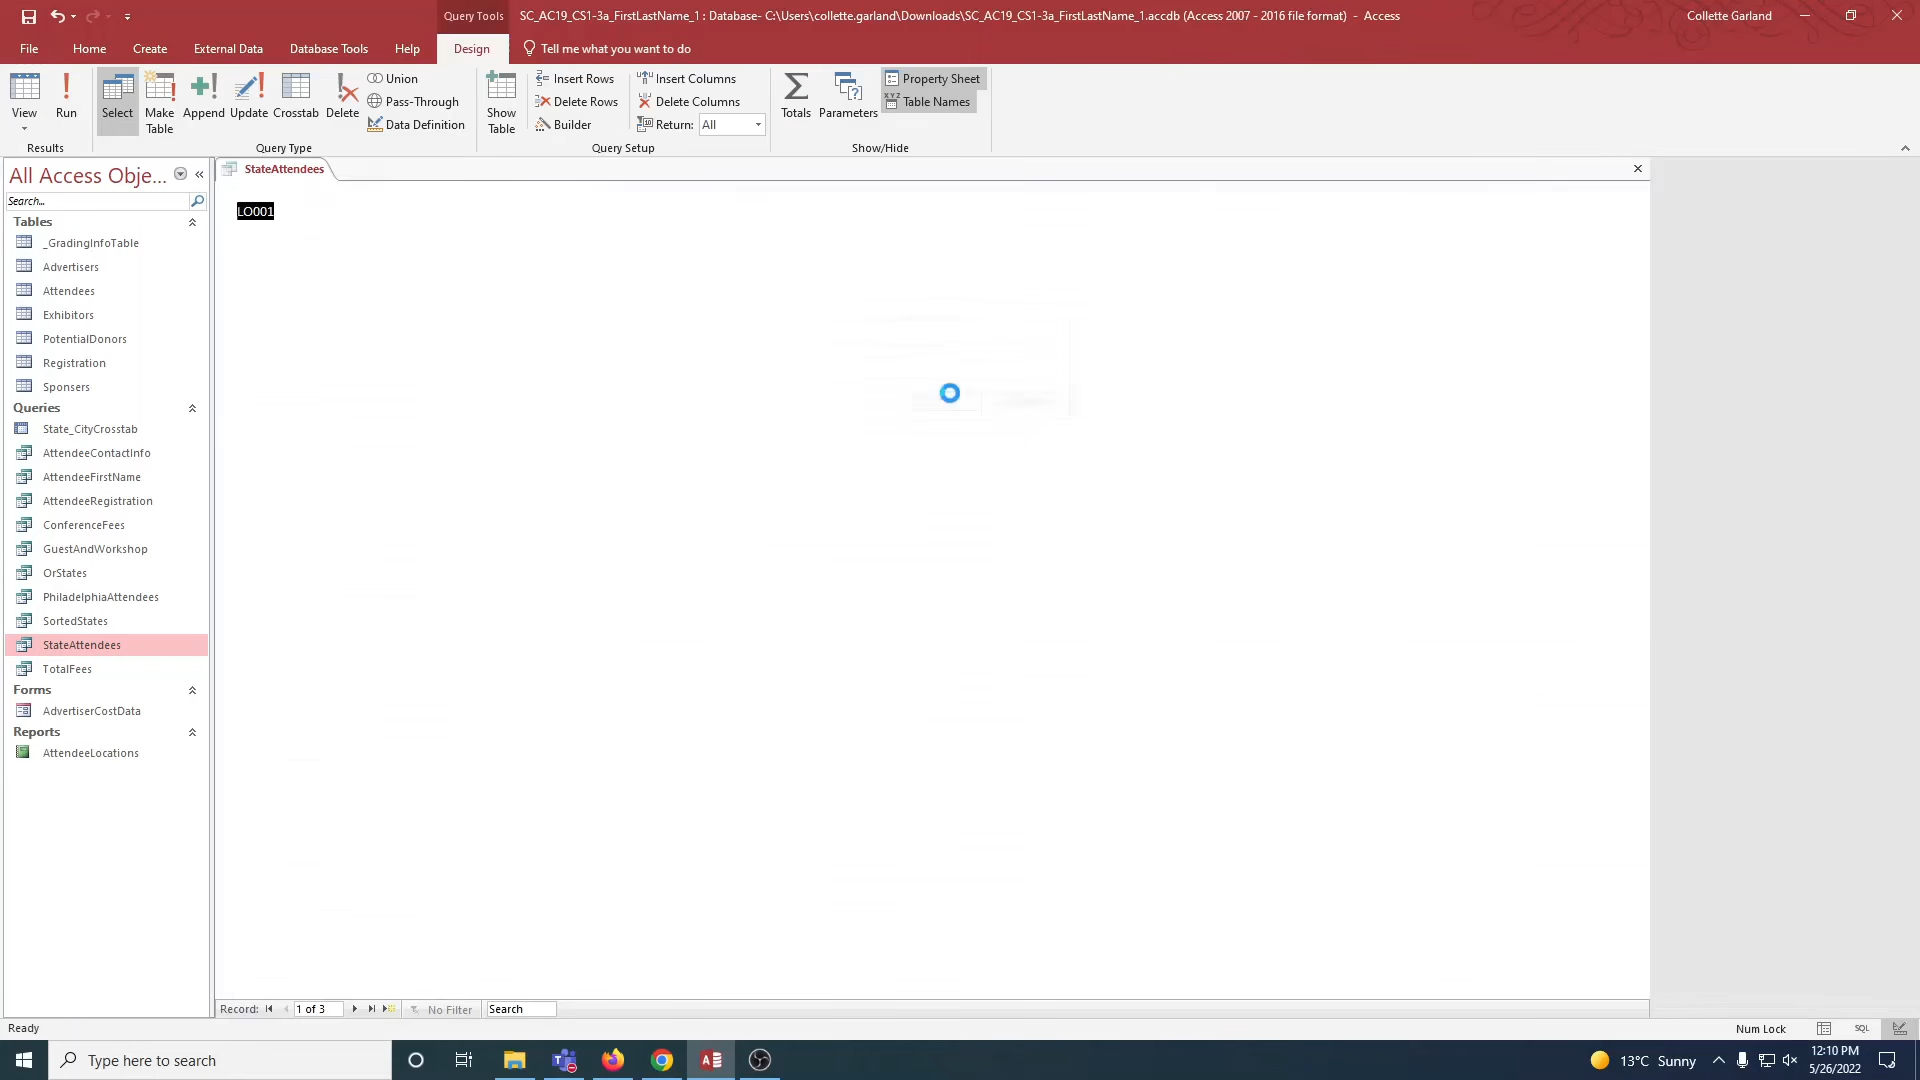 Query Tools
SC_AC19_CS1-3a_FirstLastName_1 : Database- C:\Users\collette.garland\Downloads\SC_AC19_CS1-3a_FirstLastName_1.accdb (Access 2007 - 2016 file format) - Access
Collette Garland
File Home Create External Data Database Tools Help Design Tell me what you want to do
View
Run
Results
Select
Make Table
Append
Update
Crosstab
Delete
Union
Pass-Through
Data Definition
Query Type
Show Table
Insert Rows
Delete Rows
Builder
Insert Columns
Delete Columns
Return: All
Query Setup
Totals
Parameters
Property Sheet
XYZ Table Names
Show/Hide
All Access Obje...
Search...
Tables
_GradingInfoTable
Advertisers
Attendees
Exhibitors
PotentialDonors
Registration
Sponsers
Queries
State_CityCrosstab
AttendeeContactInfo
AttendeeFirstName
AttendeeRegistration
ConferenceFees
GuestAndWorkshop
OrStates
PhiladelphiaAttendees
SortedStates
StateAttendees
TotalFees
Forms
AdvertiserCostData
Reports
AttendeeLocations
StateAttendees
LO001
Record: 1 of 3 No Filter Search
Ready
Num Lock
SQL
Type here to search
13°C Sunny
12:10 PM
5/26/2022